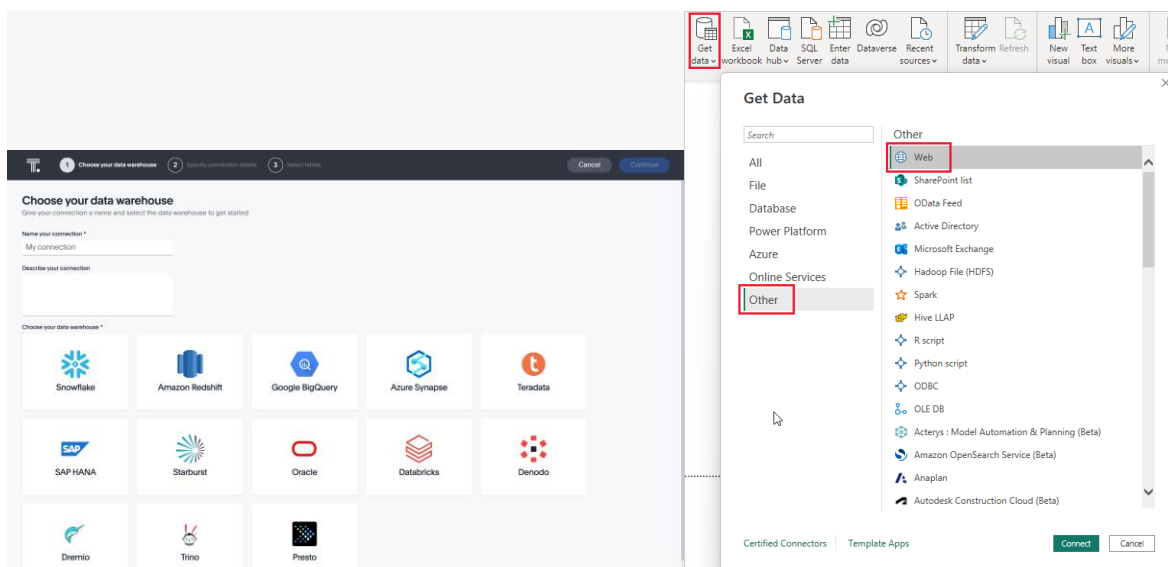 1 Choose your data warehouse 2 Specify connection details 3 Select tables Cancel Continue
Choose your data warehouse
Give your connection a name and select the data warehouse to get started
Name your connection *
My connection
Describe your connection
Choose your data warehouse *
Snowflake Amazon Redshift Google BigQuery Azure Synapse Teradata
SAP
SAP HANA Starburst Oracle Databricks Denodo
Dremio Trino Presto
Get Excel Data SQL Enter Dataverse Recent Transform Refresh New Text More
data workbook hub Server data sources data visual box visuals
Get Data
Search
All
File
Database
Power Platform
Azure
Online Services
Other
Other
Web
SharePoint list
OData Feed
Active Directory
Microsoft Exchange
Hadoop File (HDFS)
Spark
Hive LLAP
R script
Python script
ODBC
OLE DB
Acterys : Model Automation & Planning (Beta)
Amazon OpenSearch Service (Beta)
Anaplan
Autodesk Construction Cloud (Beta)
Certified Connectors Template Apps Connect Cancel